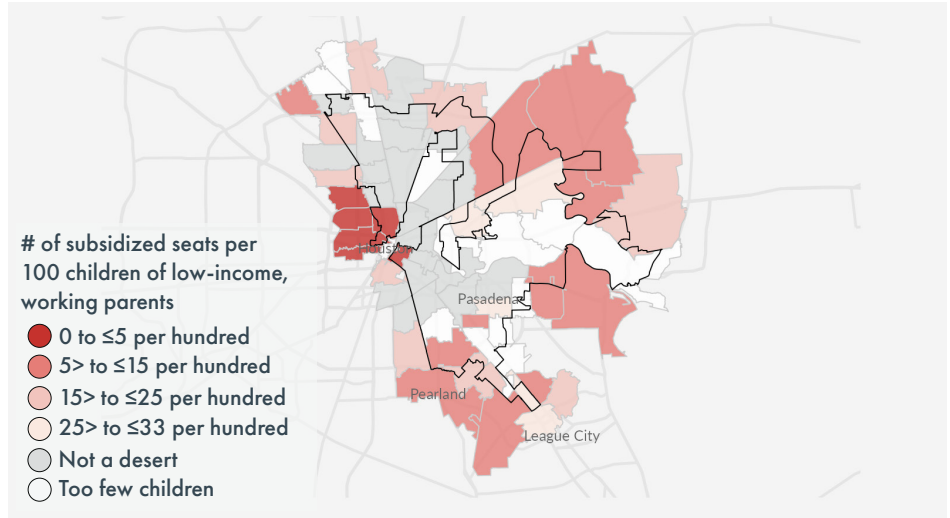 # of subsidized seats per
100 children of low-income,
working parents
0 to ≤5 per hundred
5> to ≤15 per hundred
15> to ≤25 per hundred
25> to ≤33 per hundred
Not a desert
Too few children
Houston
Pasadena
Pearland
League City